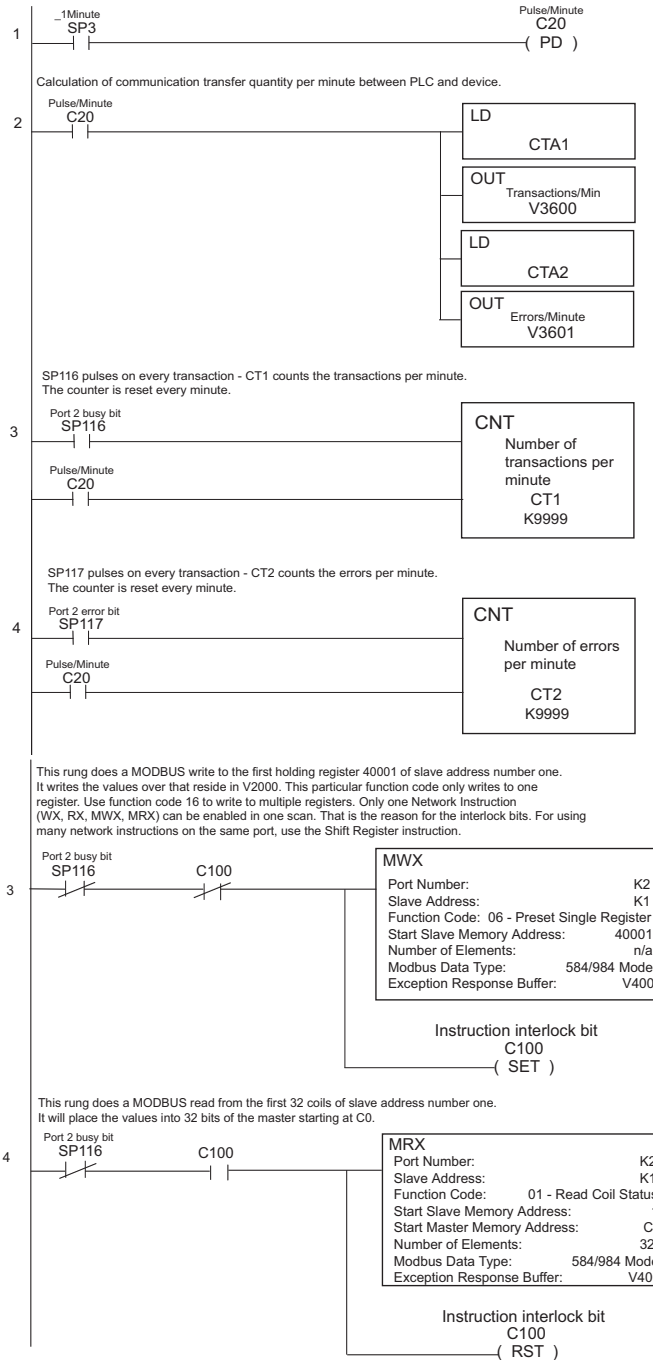 1
_1Minute
SP3
Pulse/Minute
C20
( PD )
Calculation of communication transfer quantity per minute between PLC and device.
2
Pulse/Minute
C20
LD
CTA1
OUT
Transactions/Min
V3600
LD
CTA2
OUT
Errors/Minute
V3601
SP116 pulses on every transaction - CT1 counts the transactions per minute.
The counter is reset every minute.
3
Port 2 busy bit
SP116
Pulse/Minute
C20
CNT
Number of
transactions per
minute
CT1
K9999
SP117 pulses on every transaction - CT2 counts the errors per minute.
The counter is reset every minute.
4
Port 2 error bit
SP117
Pulse/Minute
C20
CNT
Number of errors
per minute
CT2
K9999
This rung does a MODBUS write to the first holding register 40001 of slave address number one.
It writes the values over that reside in V2000. This particular function code only writes to one
register. Use function code 16 to write to multiple registers. Only one Network Instruction
(WX, RX, MWX, MRX) can be enabled in one scan. That is the reason for the interlock bits. For using
many network instructions on the same port, use the Shift Register instruction.
3
Port 2 busy bit
SP116
C100
MWX
Port Number: K2
Slave Address: K1
Function Code: 06 - Preset Single Register
Start Slave Memory Address: 40001
Number of Elements: n/a
Modbus Data Type: 584/984 Mode
Exception Response Buffer: V400
Instruction interlock bit
C100
( SET )
This rung does a MODBUS read from the first 32 coils of slave address number one.
It will place the values into 32 bits of the master starting at C0.
4
Port 2 busy bit
SP116
C100
MRX
Port Number: K2
Slave Address: K1
Function Code: 01 - Read Coil Status
Start Slave Memory Address:
Start Master Memory Address: C
Number of Elements: 32
Modbus Data Type: 584/984 Mode
Exception Response Buffer: V40
Instruction interlock bit
C100
( RST )